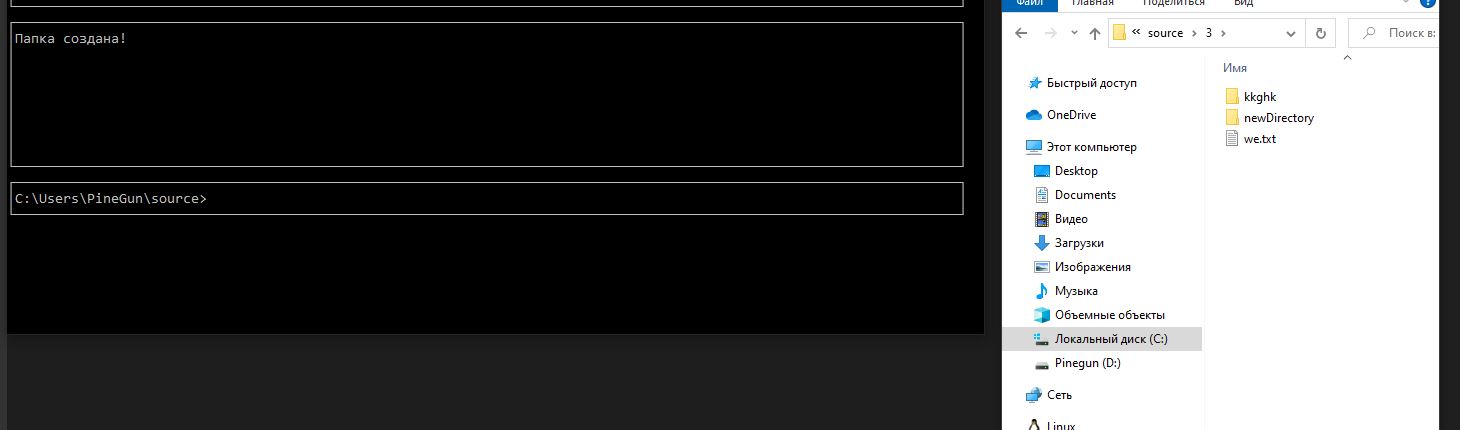 Папка создана!
C:\Users\PineGun\source>
Файл Главная Поделиться Вид
« source › 3 ›
Поиск в:
Имя
Быстрый доступ
OneDrive
Этот компьютер
Desktop
Documents
Видео
Загрузки
Изображения
Музыка
Объемные объекты
Локальный диск (C:)
Pinegun (D:)
Сеть
Linux
kkghk
newDirectory
we.txt